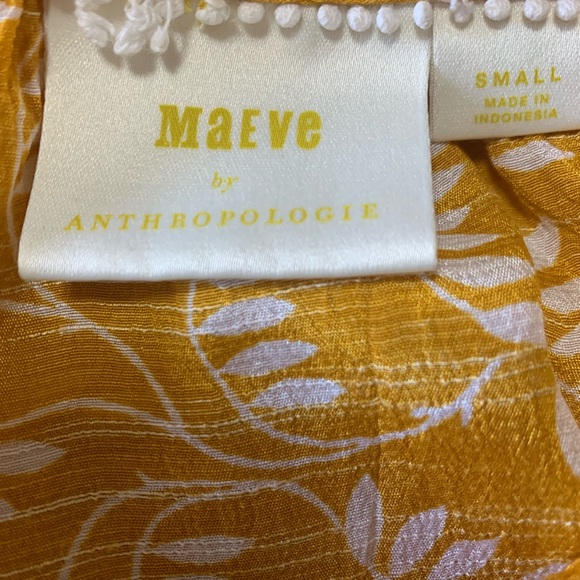 MaEve
by
ANTHROPOLOGIE
SMALL
MADE IN
INDONESIA